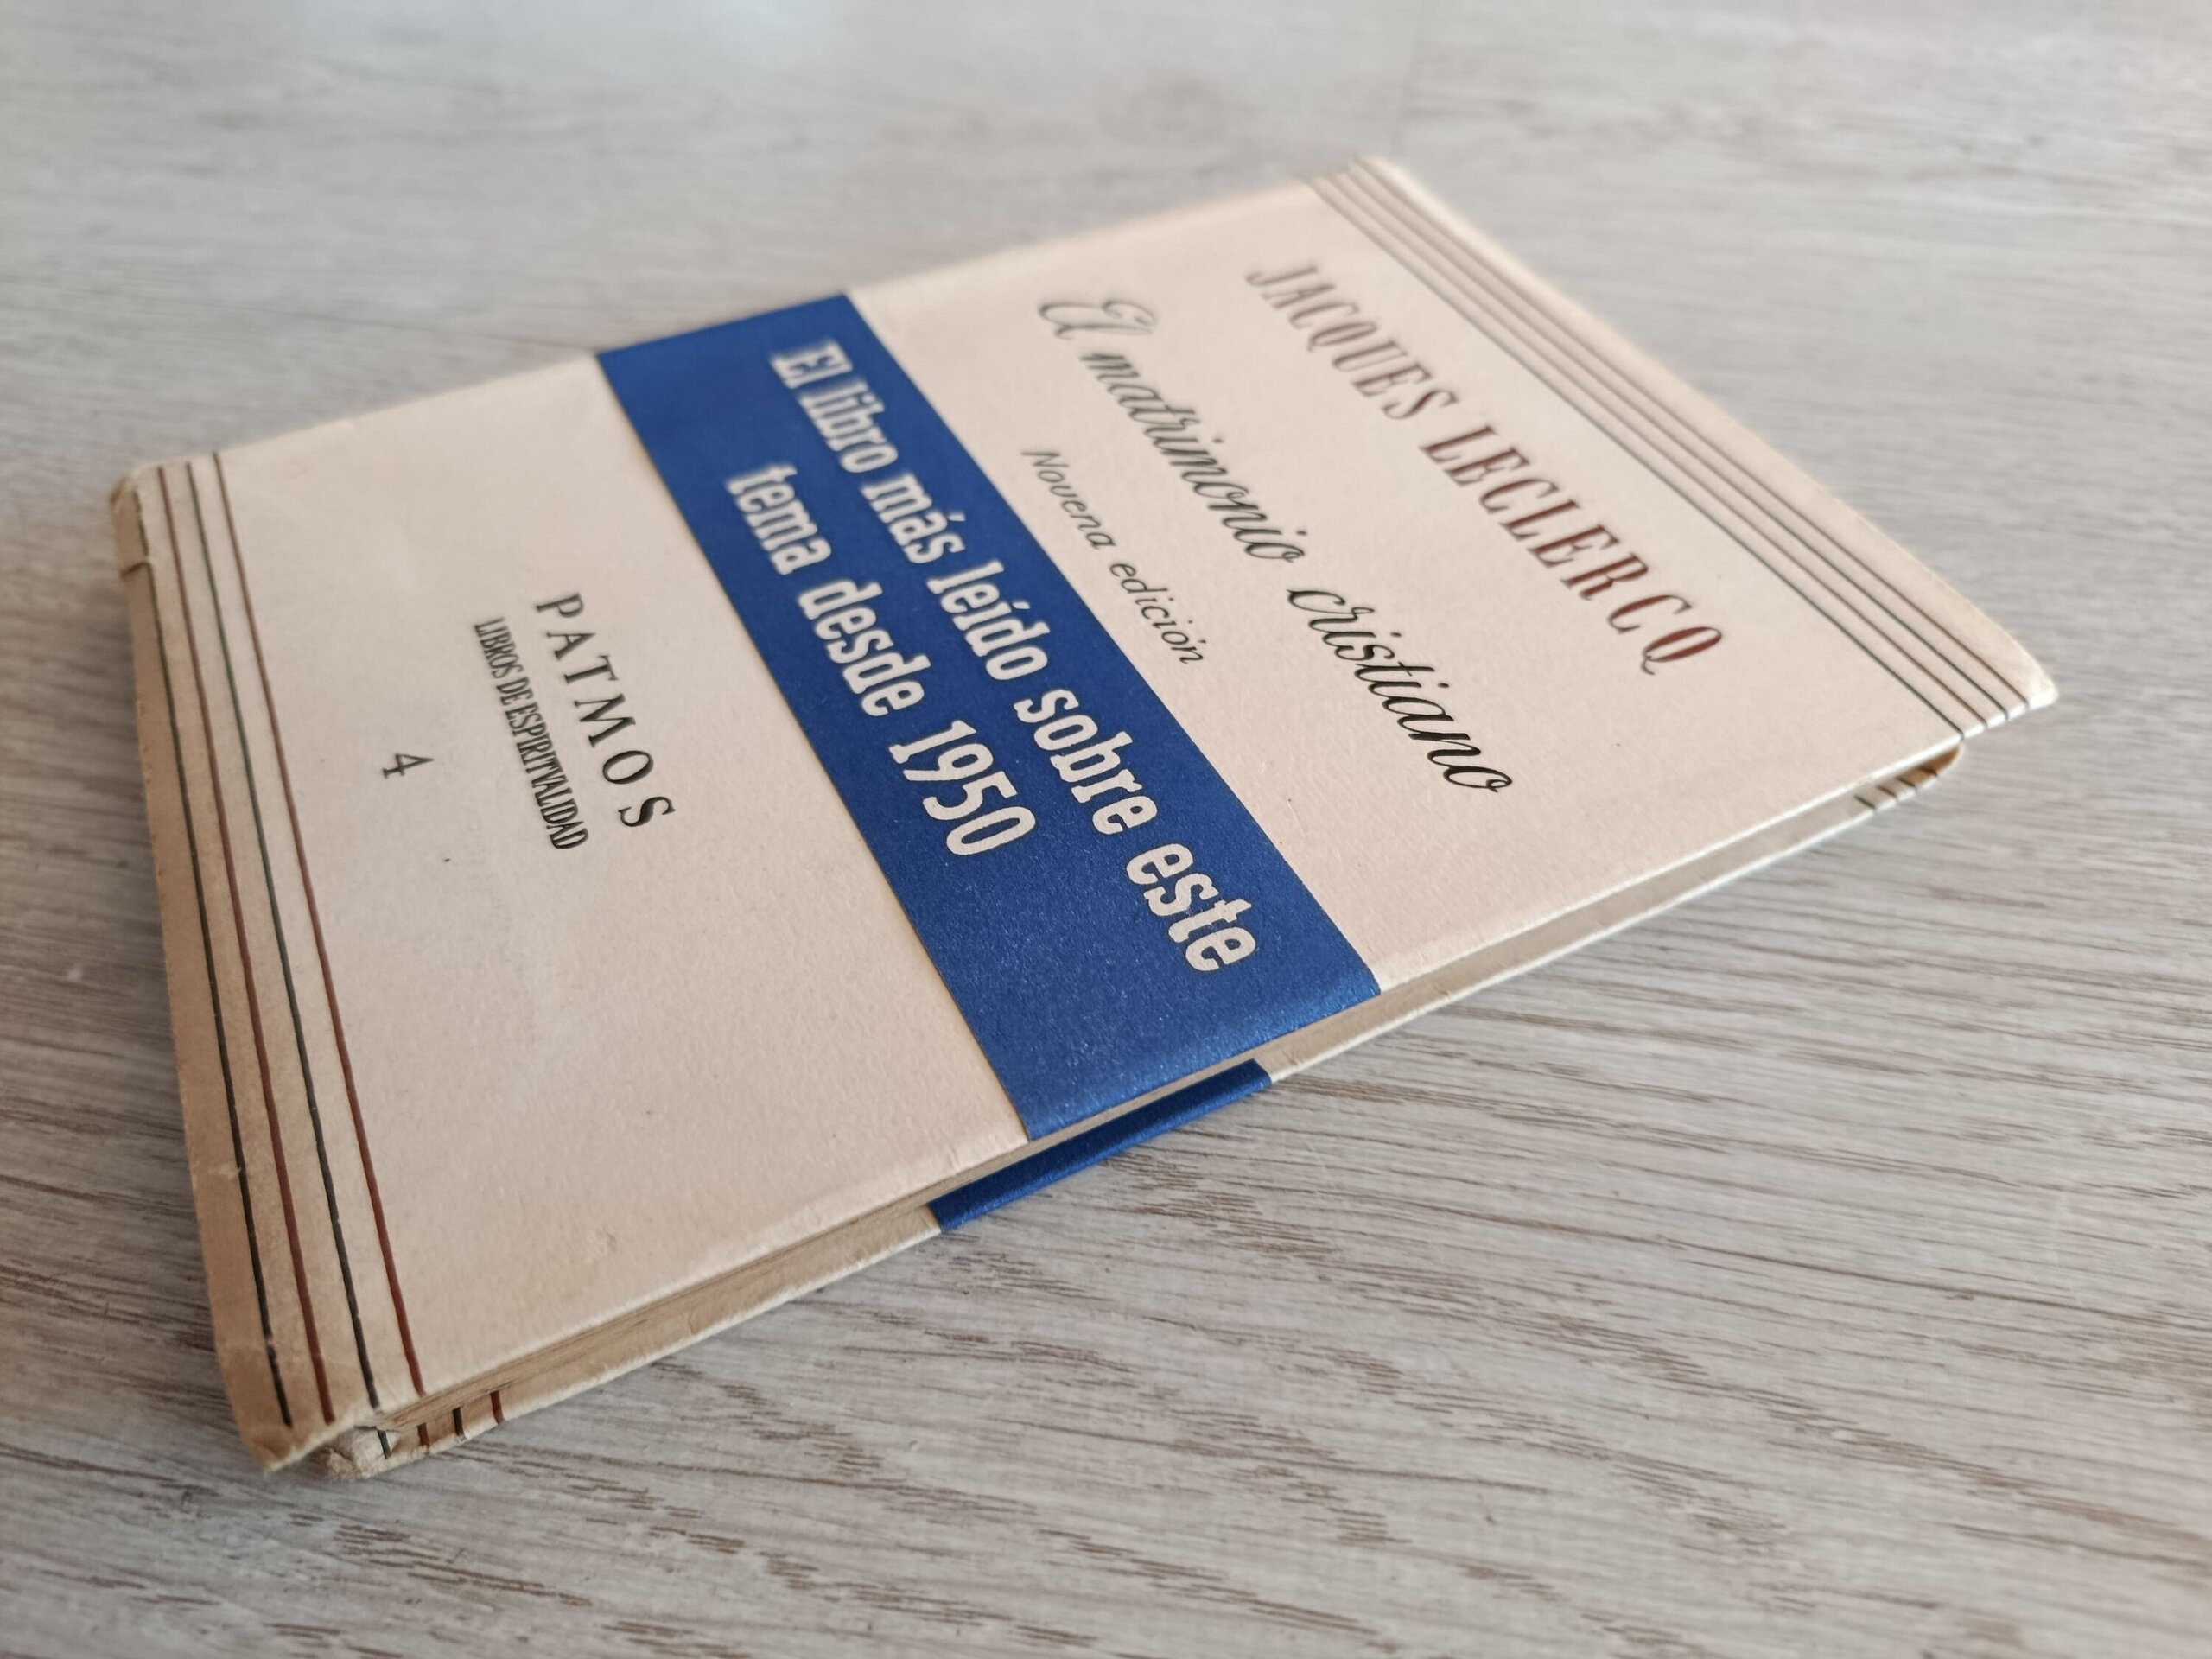 JACQUES LECLERCQ
El matrimonio cristiano
Novena edición
El libro más leído sobre este
tema desde 1950
PATMOS
LIBROS DE ESPIRITVALIDAD
4